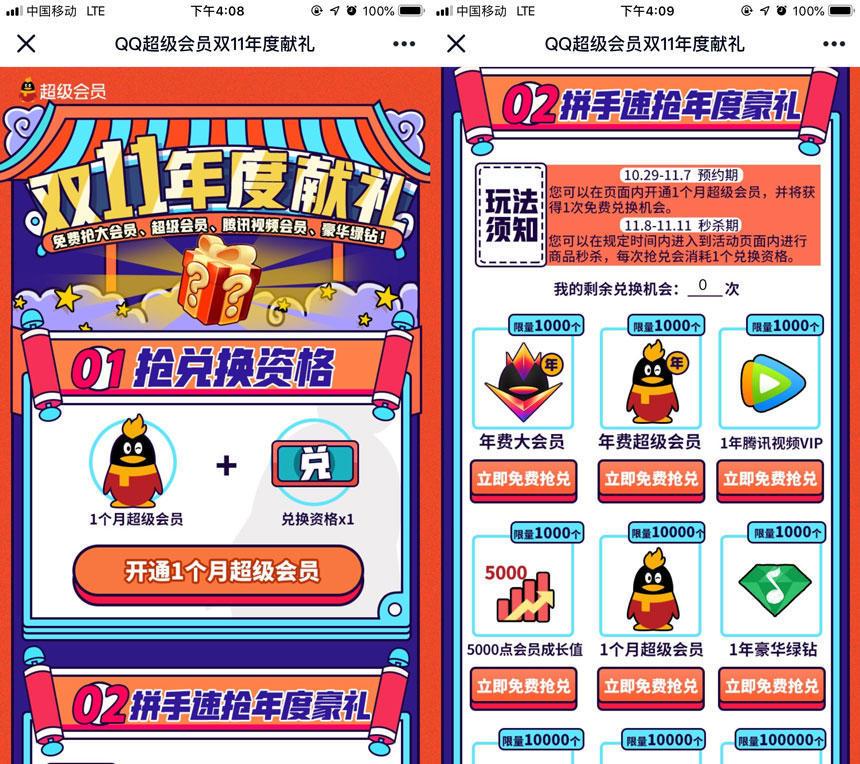 中国移动 LTE 下午4:08 100%
QQ超级会员双11年度献礼
超级会员
双11年度献礼
免费抢大会员、超级会员、腾讯视频会员、豪华绿钻!
01 抢兑换资格
兑
1个月超级会员
兑换资格x1
开通1个月超级会员
02 拼手速抢年度豪礼
中国移动 LTE 下午4:09 100%
QQ超级会员双11年度献礼
02 拼手速抢年度豪礼
玩法
须知
10.29-11.7 预约期
您可以在页面内开通1个月超级会员,并将获
得1次免费兑换机会。
11.8-11.11 秒杀期
您可以在规定时间内进入到活动页面内进行
商品秒杀,每次抢兑会消耗1个兑换资格。
我的剩余兑换机会: 0 次
限量1000个 限量1000个 限量1000个
年 年
年费大会员 年费超级会员 1年腾讯视频VIP
立即免费抢兑 立即免费抢兑 立即免费抢兑
限量1000个 限量10000个 限量1000个
5000
5000点会员成长值 1个月超级会员 1年豪华绿钻
立即免费抢兑 立即免费抢兑 立即免费抢兑
限量10000个 限量10000个 限量100000个